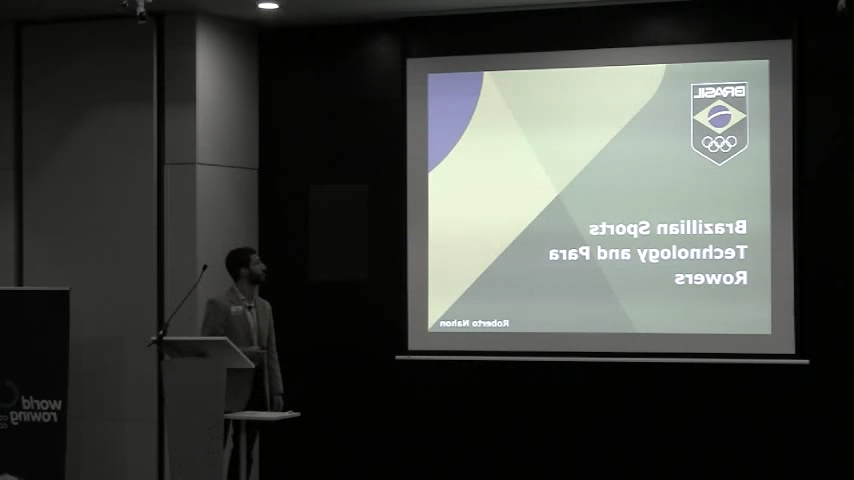 BRASIL
Brazillian Sports
Technology and Para
Rowers
Roberto Nahon
world
rowing